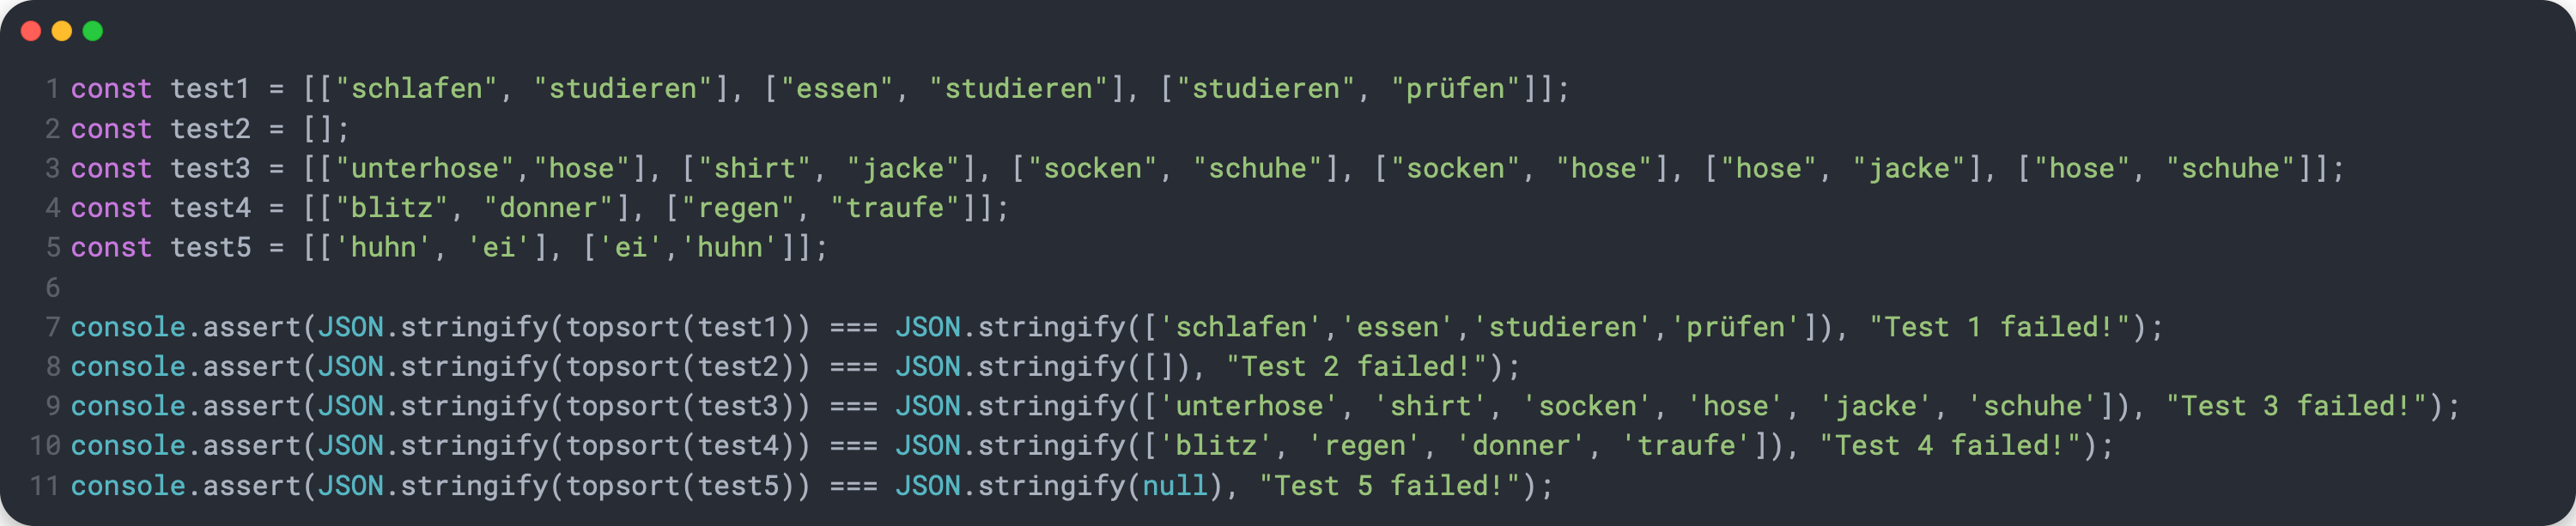 1 const test1 = [["schlafen", "studieren"], ["essen", "studieren"], ["studieren", "prüfen"]];
2 const test2 = [];
3 const test3 = [["unterhose","hose"], ["shirt", "jacke"], ["socken", "schuhe"], ["socken", "hose"], ["hose", "jacke"], ["hose", "schuhe"]];
4 const test4 = [["blitz", "donner"], ["regen", "traufe"]];
5 const test5 = [['huhn', 'ei'], ['ei','huhn']];
6
7 console.assert(JSON.stringify(topsort(test1)) === JSON.stringify(['schlafen','essen','studieren','prüfen']), "Test 1 failed!");
8 console.assert(JSON.stringify(topsort(test2)) === JSON.stringify([]), "Test 2 failed!");
9 console.assert(JSON.stringify(topsort(test3)) === JSON.stringify(['unterhose', 'shirt', 'socken', 'hose', 'jacke', 'schuhe']), "Test 3 failed!");
10 console.assert(JSON.stringify(topsort(test4)) === JSON.stringify(['blitz', 'regen', 'donner', 'traufe']), "Test 4 failed!");
11 console.assert(JSON.stringify(topsort(test5)) === JSON.stringify(null), "Test 5 failed!");